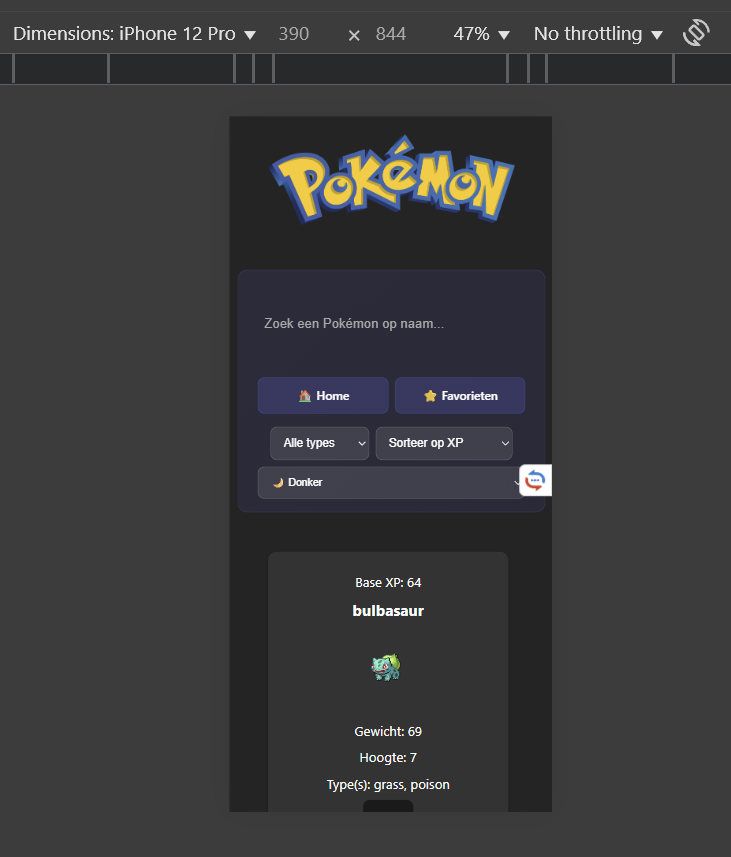 Dimensions: iPhone 12 Pro ▼ 390 × 844 47% ▼ No throttling ▼
POKéMON
Zoek een Pokémon op naam...
🏠 Home ⭐ Favorieten
Alle types Sorteer op XP
🌙 Donker
Base XP: 64
bulbasaur
Gewicht: 69
Hoogte: 7
Type(s): grass, poison